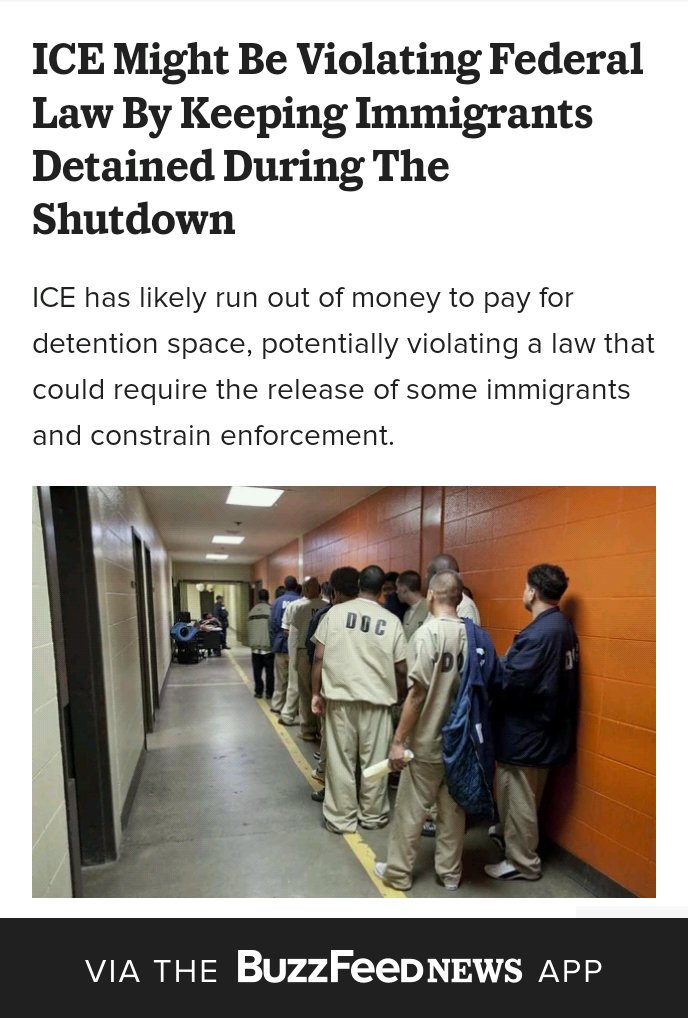 ICE Might Be Violating Federal
Law By Keeping Immigrants
Detained During The
Shutdown
ICE has likely run out of money to pay for
detention space, potentially violating a law that
could require the release of some immigrants
and constrain enforcement.
DOC
DO
D
VIA THE BuzzFeed NEWS APP